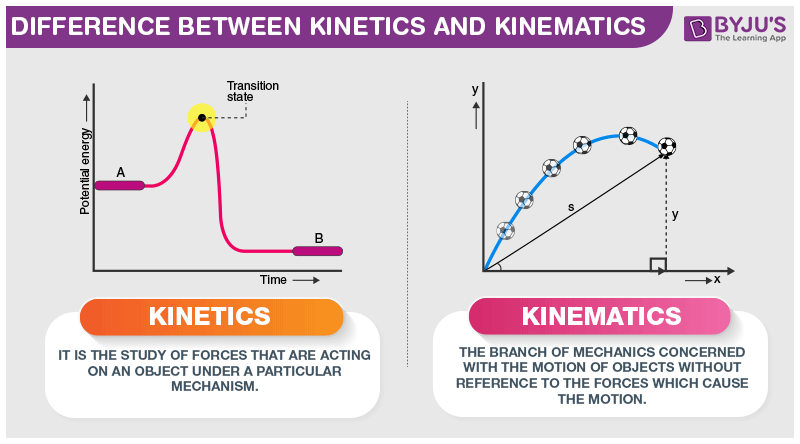 DIFFERENCE BETWEEN KINETICS AND KINEMATICS
BYJU'S
The Learning App
Transition
state
A
Potential energy
B
Time
y
s
y
x
KINETICS
IT IS THE STUDY OF FORCES THAT ARE ACTING
ON AN OBJECT UNDER A PARTICULAR
MECHANISM.
KINEMATICS
THE BRANCH OF MECHANICS CONCERNED
WITH THE MOTION OF OBJECTS WITHOUT
REFERENCE TO THE FORCES WHICH CAUSE
THE MOTION.